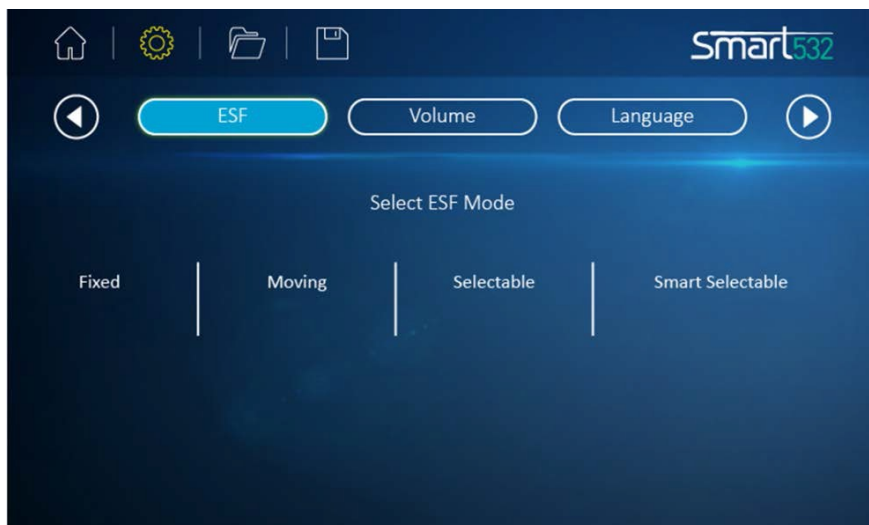 Smart532
ESF Volume Language
Select ESF Mode
Fixed Moving Selectable Smart Selectable